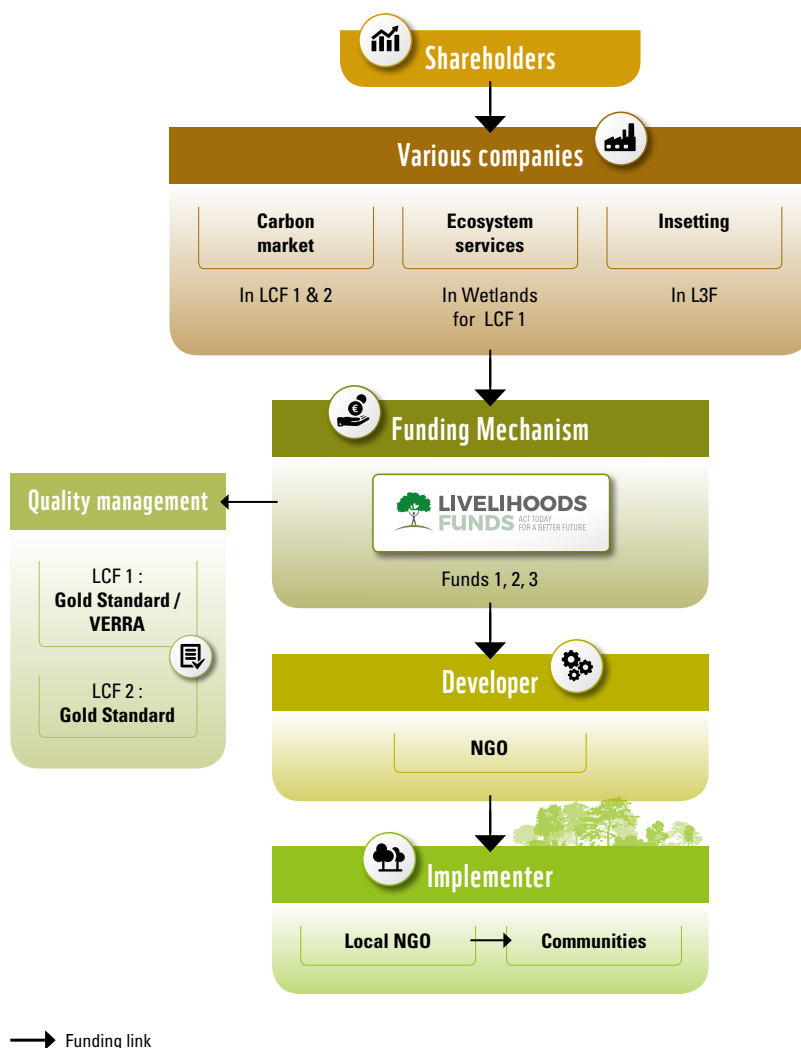 Shareholders
Various companies
Carbon
market
In LCF 1 & 2
Ecosystem
services
In Wetlands
for LCF 1
Insetting
In L3F
Funding Mechanism
LIVELIHOODS
FUNDS ACT TODAY
FOR A BETTER FUTURE
Funds 1, 2, 3
Quality management
LCF 1 :
Gold Standard /
VERRA
LCF 2 :
Gold Standard
Developer
NGO
Implementer
Local NGO
Communities
Funding link